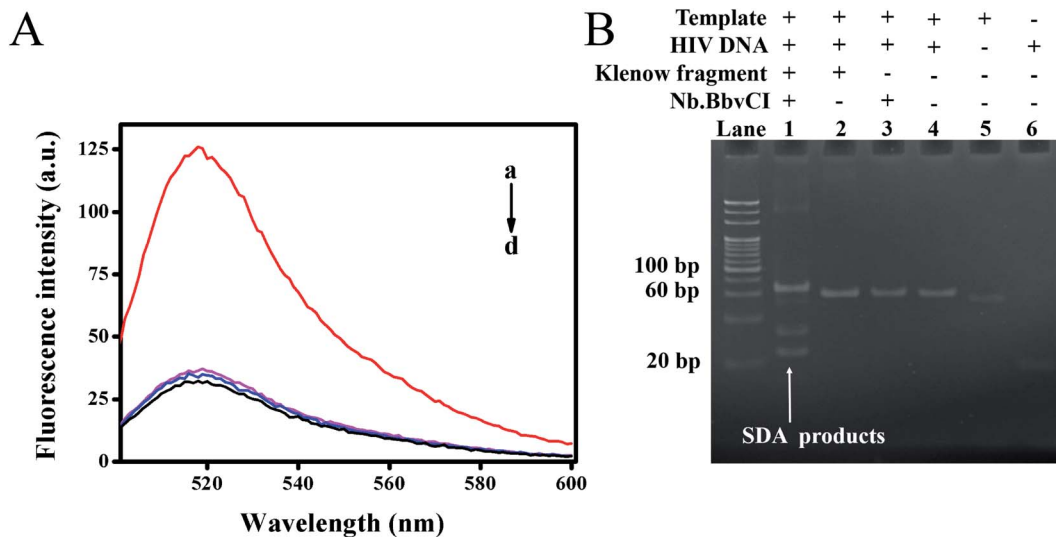 A
Fluorescence intensity (a.u.)
125
100
75
50
25
0
520
540
560
580
600
Wavelength (nm)
a
d
B
Template + + + + + -
HIV DNA + + + + - +
Klenow fragment + + - - - -
Nb.BbvCI + - + - - -
Lane 1 2 3 4 5 6
100 bp
60 bp
20 bp
SDA products